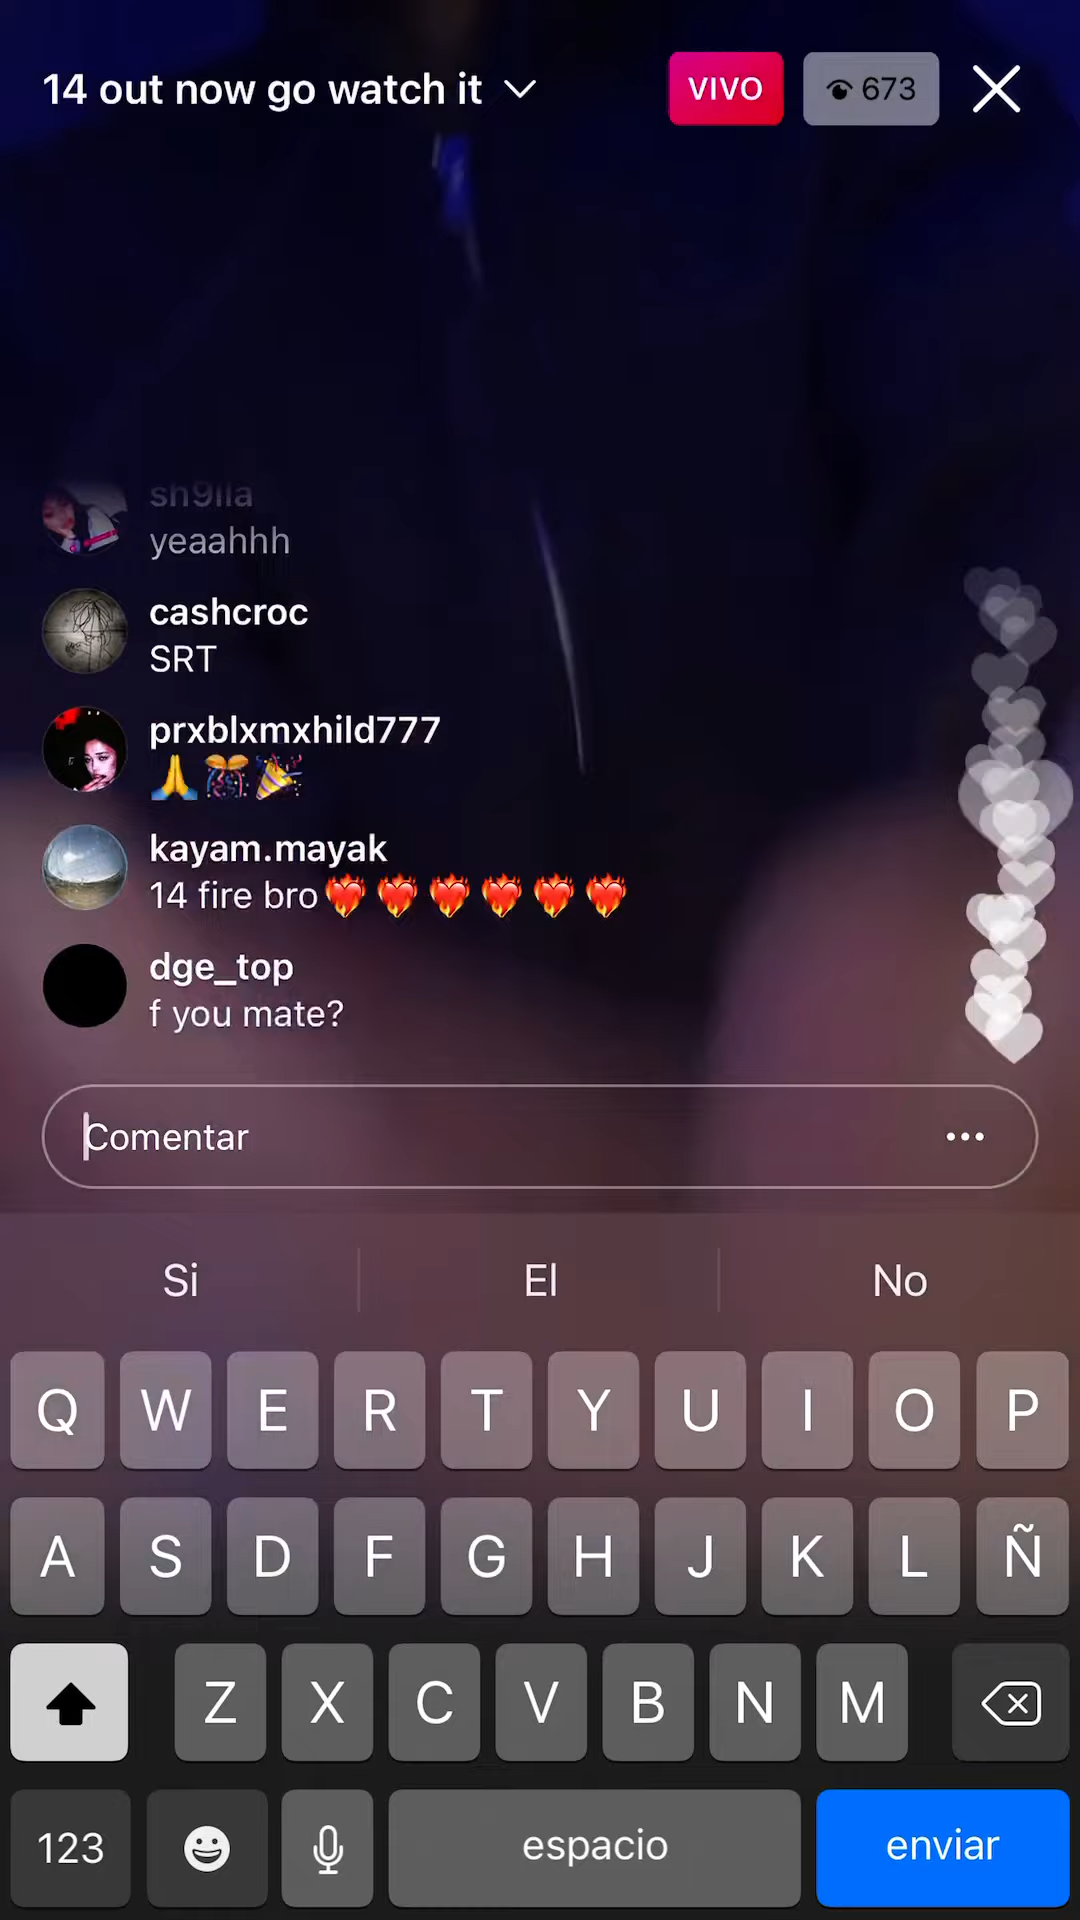 14 out now go watch it
VIVO
673
sh9lla
yeaahhh
cashcroc
SRT
prxblxmxhild777
🙏🎊🎉
kayam.mayak
14 fire bro❤️‍🔥❤️‍🔥❤️‍🔥❤️‍🔥❤️‍🔥❤️‍🔥
dge_top
f you mate?
Comentar
Si El No
Q W E R T Y U I O P
A S D F G H J K L Ñ
Z X C V B N M
123 espacio enviar